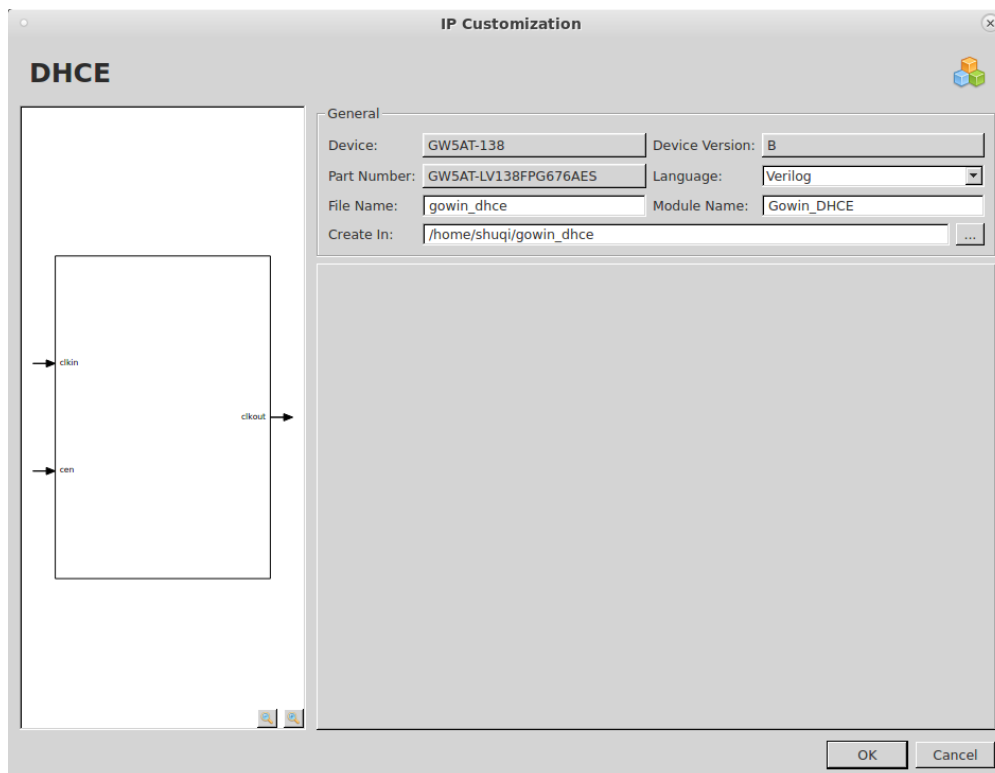 IP Customization
DHCE
General
Device: GW5AT-138 Device Version: B
Part Number: GW5AT-LV138FPG676AES Language: Verilog
File Name: gowin_dhce Module Name: Gowin_DHCE
Create In: /home/shuqi/gowin_dhce ...
clkin
clkout
cen
OK Cancel